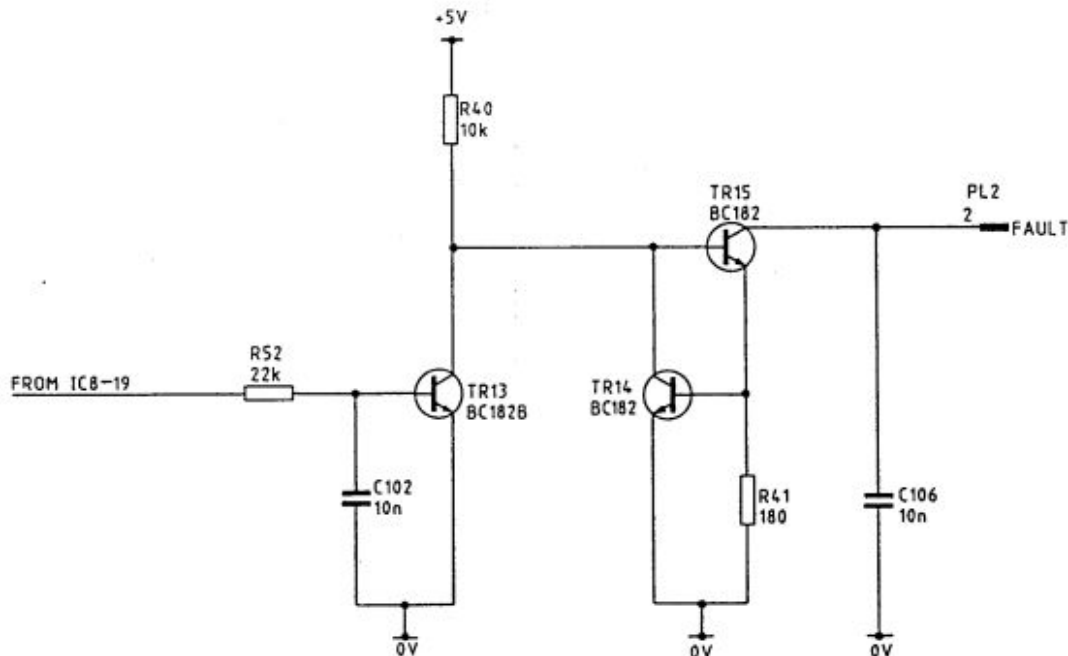 +5V
R40
10k
TR15
BC182
PL2
2
FAULT
R52
22k
FROM IC8-19
TR13
BC182B
TR14
BC182
C102
10n
R41
180
C106
10n
0V
0V
0V